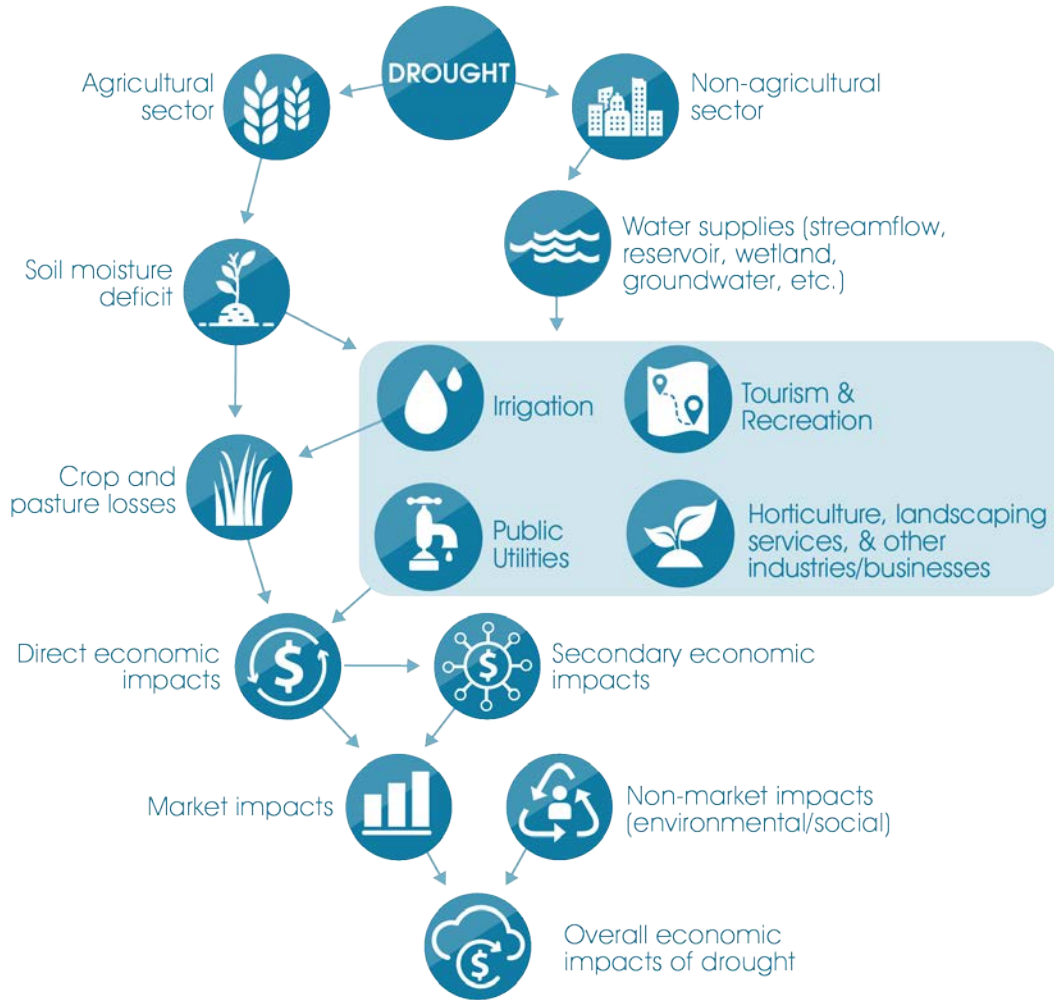 DROUGHT
Agricultural
sector
Non-agricultural
sector
Water supplies (streamflow,
reservoir, wetland,
groundwater, etc.)
Soil moisture
deficit
Irrigation
Tourism &
Recreation
Crop and
pasture losses
Public
Utilities
Horticulture, landscaping
services, & other
industries/businesses
Direct economic
impacts
Secondary economic
impacts
Market impacts
Non-market impacts
(environmental/social)
Overall economic
impacts of drought